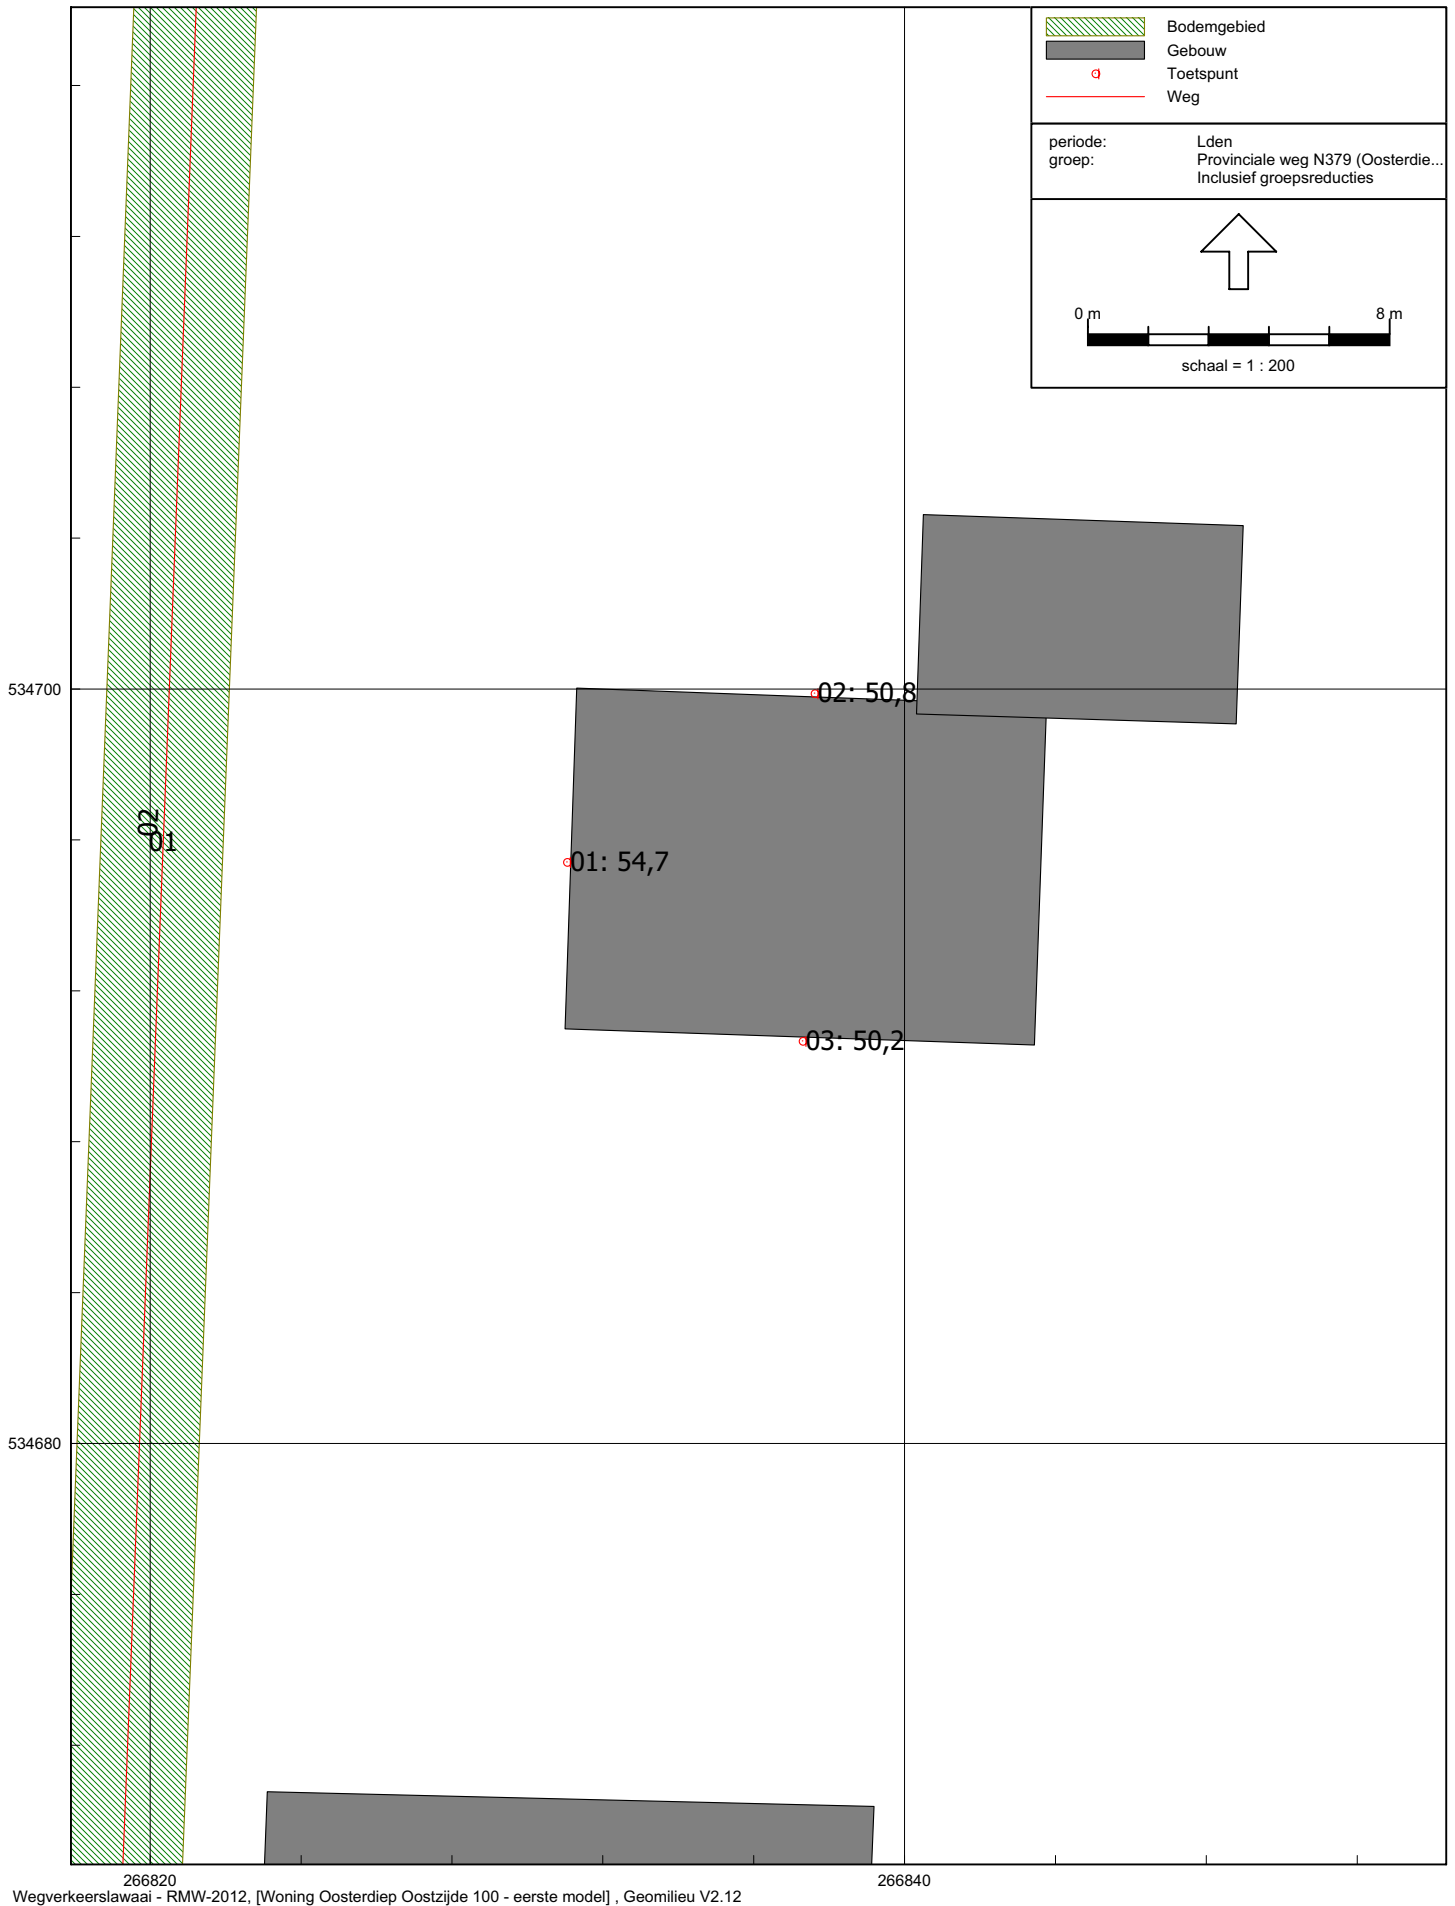 Bodemgebied
Gebouw
Toetspunt
Weg
periode: Lden
groep: Provinciale weg N379 (Oosterdie...
Inclusief groepsreducties
0 m 8 m
schaal = 1 : 200
534700
02: 50,8
02
01
01: 54,7
03: 50,2
534680
266820 266840
Wegverkeerslawaai - RMW-2012, [Woning Oosterdiep Oostzijde 100 - eerste model] , Geomilieu V2.12